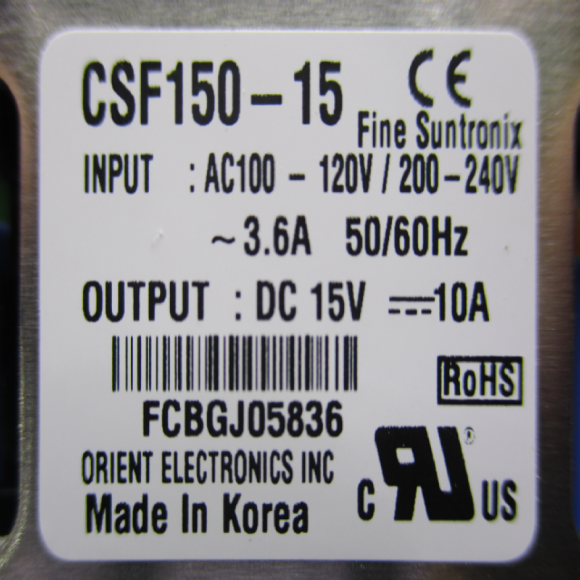 CSF150-15 CE
Fine Suntronix
INPUT : AC100 - 120V / 200-240V
~3.6A 50/60Hz
OUTPUT : DC 15V ⎓10A
RoHS
FCBGJ05836
ORIENT ELECTRONICS INC
Made In Korea
C RU ® US